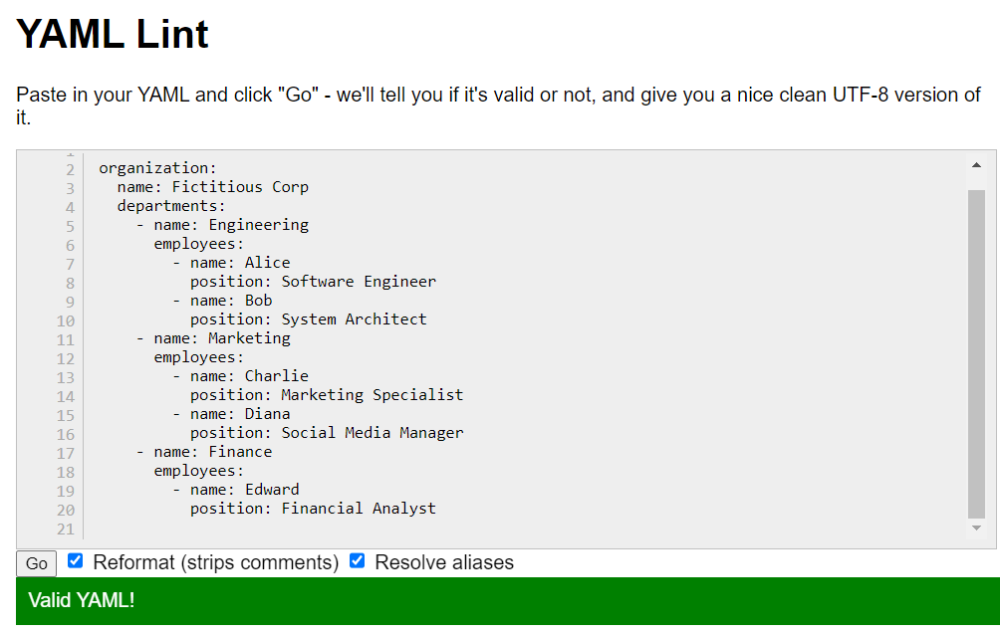 YAML Lint
Paste in your YAML and click "Go" - we'll tell you if it's valid or not, and give you a nice clean UTF-8 version of
it.
2 organization:
3   name: Fictitious Corp
4   departments:
5     - name: Engineering
6       employees:
7         - name: Alice
8           position: Software Engineer
9         - name: Bob
10           position: System Architect
11     - name: Marketing
12       employees:
13         - name: Charlie
14           position: Marketing Specialist
15         - name: Diana
16           position: Social Media Manager
17     - name: Finance
18       employees:
19         - name: Edward
20           position: Financial Analyst
21
Go Reformat (strips comments) Resolve aliases
Valid YAML!